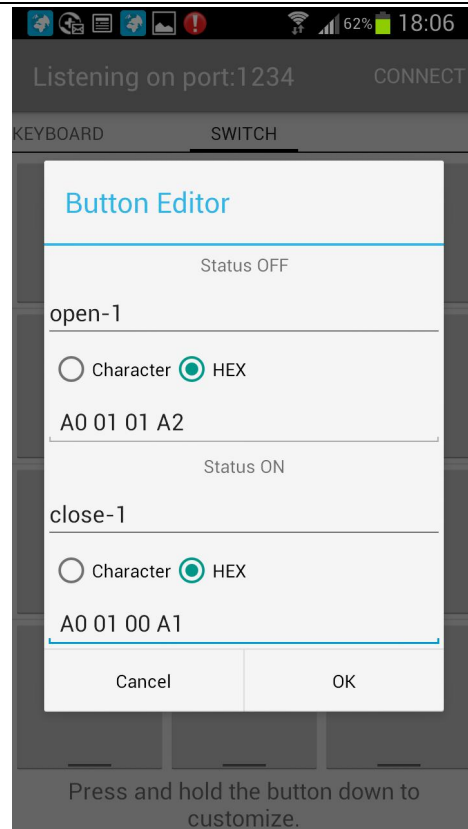 62% 18:06
Listening on port:1234 CONNECT
KEYBOARD SWITCH
Button Editor
Status OFF
open-1
Character HEX
A0 01 01 A2
Status ON
close-1
Character HEX
A0 01 00 A1
Cancel OK
Press and hold the button down to
customize.